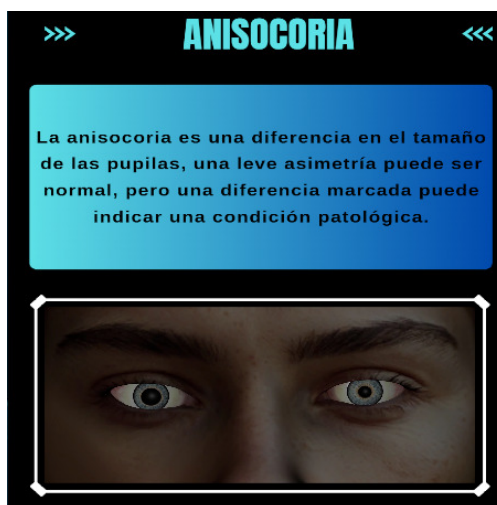 >>> ANISOCORIA <<<
La anisocoria es una diferencia en el tamaño
de las pupilas, una leve asimetría puede ser
normal, pero una diferencia marcada puede
indicar una condición patológica.